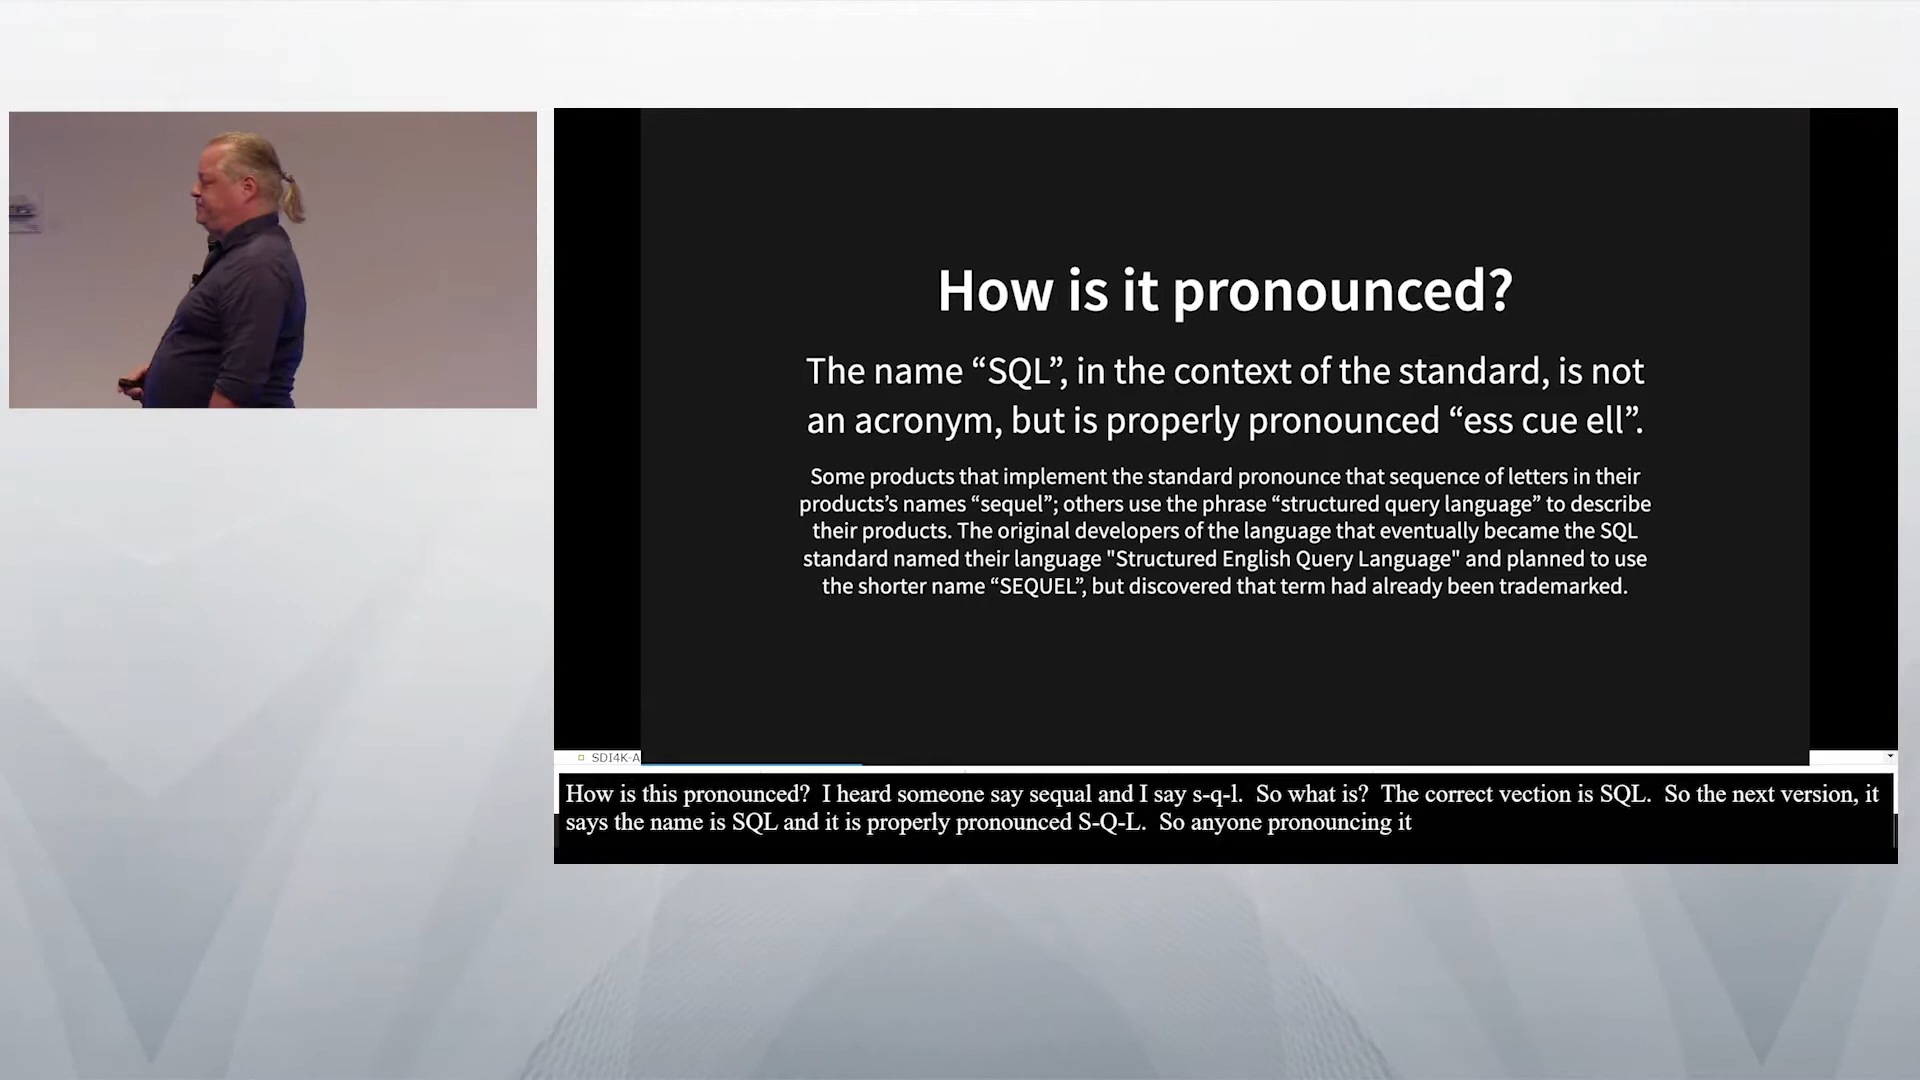 How is it pronounced?
The name “SQL”, in the context of the standard, is not
an acronym, but is properly pronounced “ess cue ell”.
Some products that implement the standard pronounce that sequence of letters in their
products’s names “sequel”; others use the phrase “structured query language” to describe
their products. The original developers of the language that eventually became the SQL
standard named their language "Structured English Query Language" and planned to use
the shorter name “SEQUEL”, but discovered that term had already been trademarked.
SDI4K-A
How is this pronounced?  I heard someone say sequal and I say s-q-l.  So what is?  The correct vection is SQL.  So the next version, it
says the name is SQL and it is properly pronounced S-Q-L.  So anyone pronouncing it